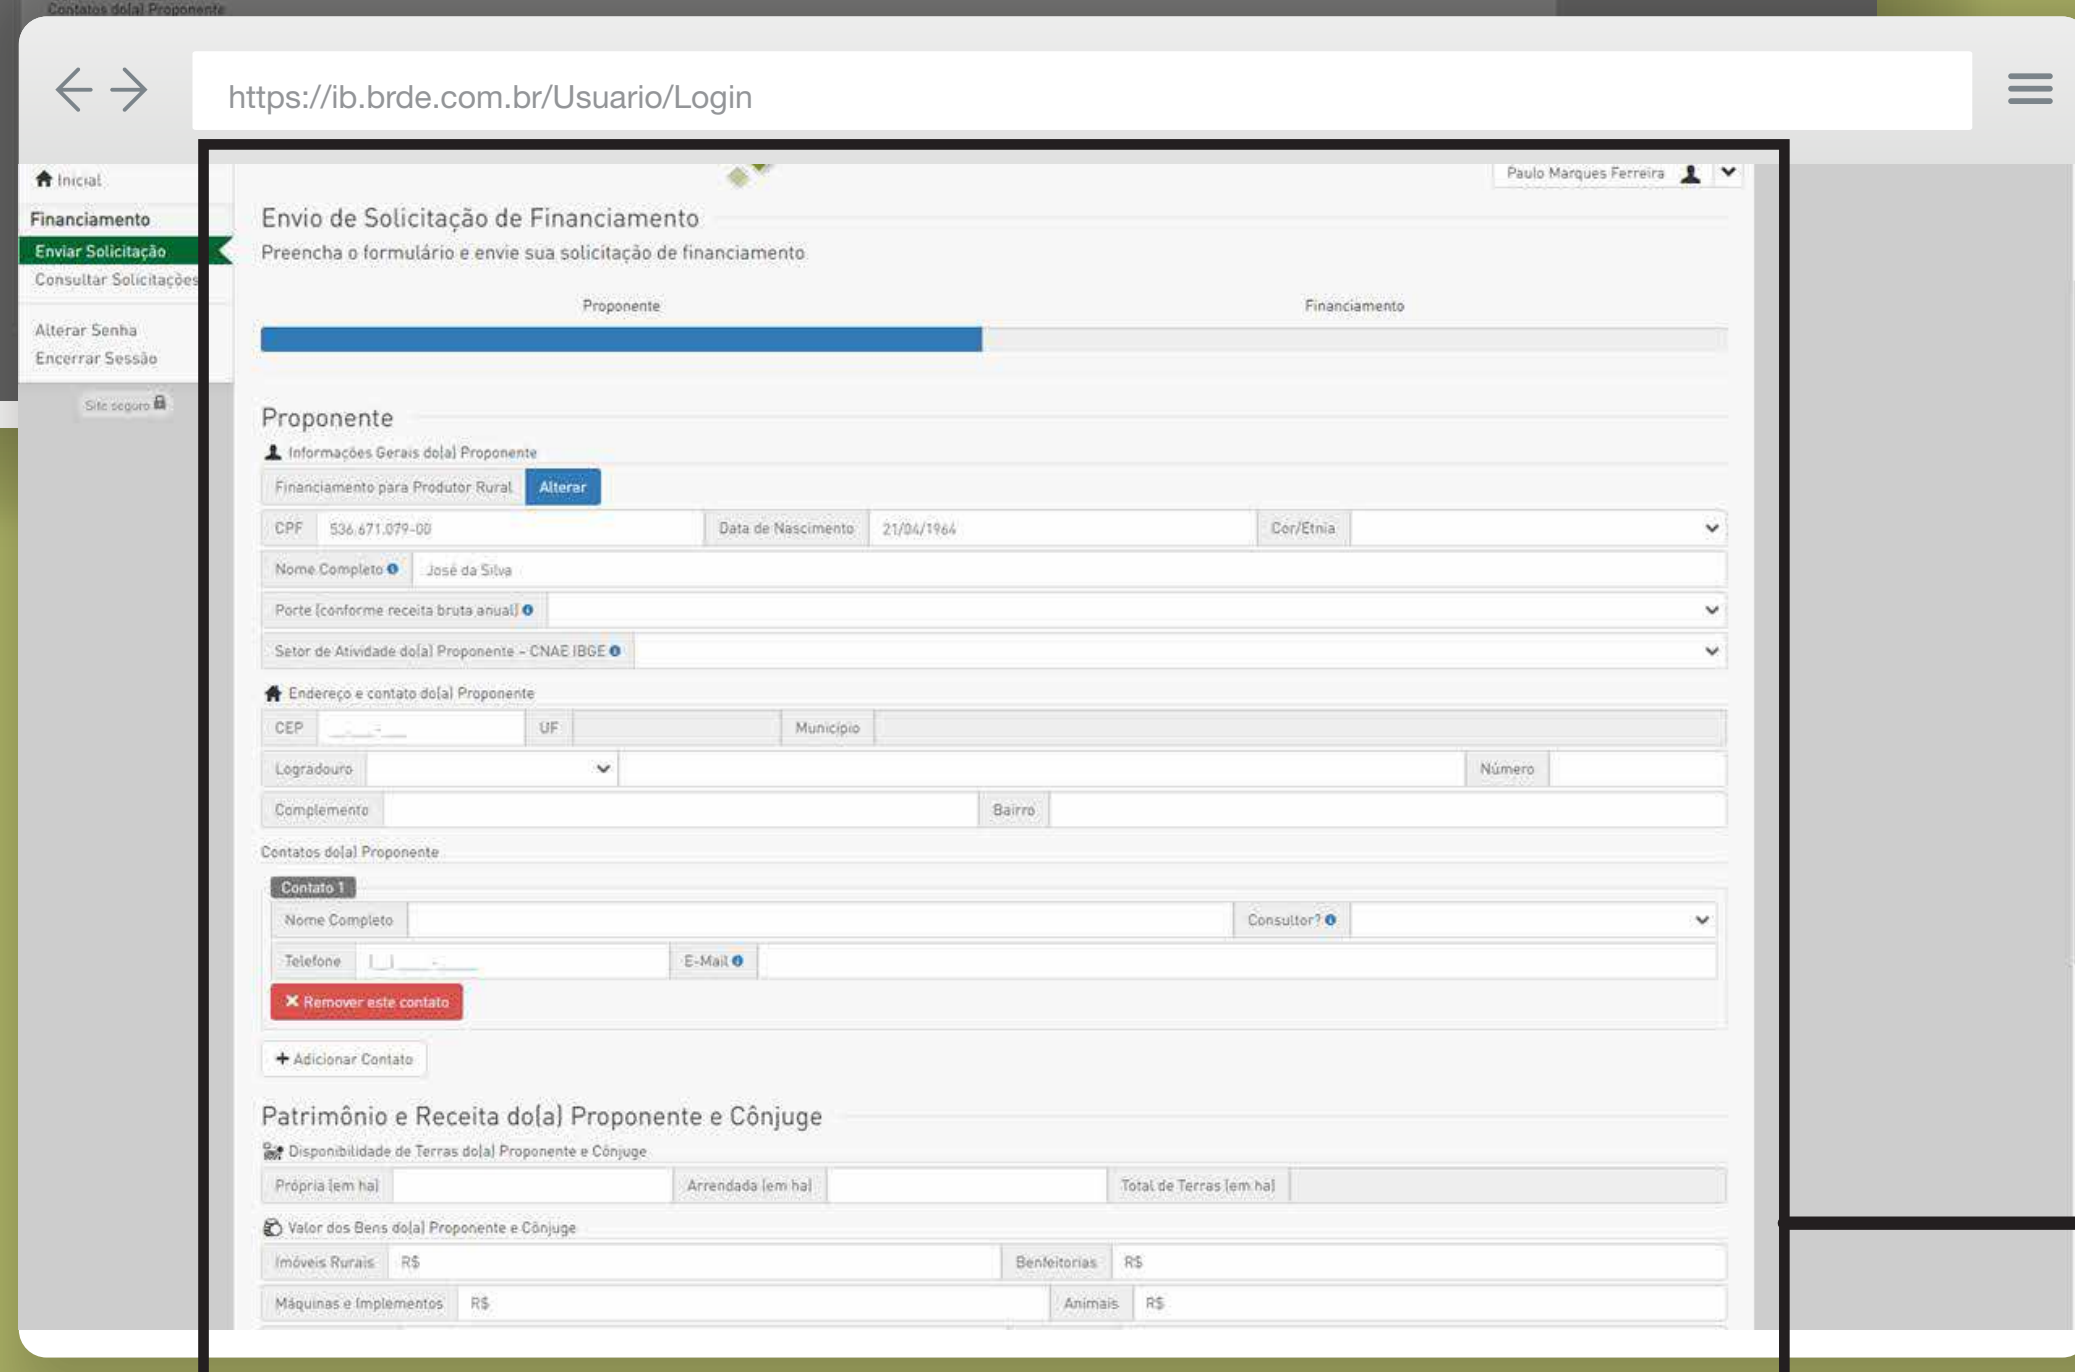 Contatos do(a) Proponente
https://ib.brde.com.br/Usuario/Login
Inicial
Paulo Marques Ferreira
Financiamento
Enviar Solicitação
Consultar Solicitações
Alterar Senha
Encerrar Sessão
Site seguro
Envio de Solicitação de Financiamento
Preencha o formulário e envie sua solicitação de financiamento
Proponente Financiamento
Proponente
Informações Gerais do(a) Proponente
Financiamento para Produtor Rural Alterar
CPF 536.671.079-00 Data de Nascimento 21/04/1964 Cor/Etnia
Nome Completo José da Silva
Porte (conforme receita bruta anual)
Setor de Atividade do(a) Proponente - CNAE IBGE
Endereço e contato do(a) Proponente
CEP __.___-___ UF Município
Logradouro Número
Complemento Bairro
Contatos do(a) Proponente
Contato 1
Nome Completo Consultor?
Telefone (__) ____-_____ E-Mail
Remover este contato
+ Adicionar Contato
Patrimônio e Receita do(a) Proponente e Cônjuge
Disponibilidade de Terras do(a) Proponente e Cônjuge
Própria (em ha) Arrendada (em ha) Total de Terras (em ha)
Valor dos Bens do(a) Proponente e Cônjuge
Imóveis Rurais R$ Benfeitorias R$
Máquinas e Implementos R$ Animais R$